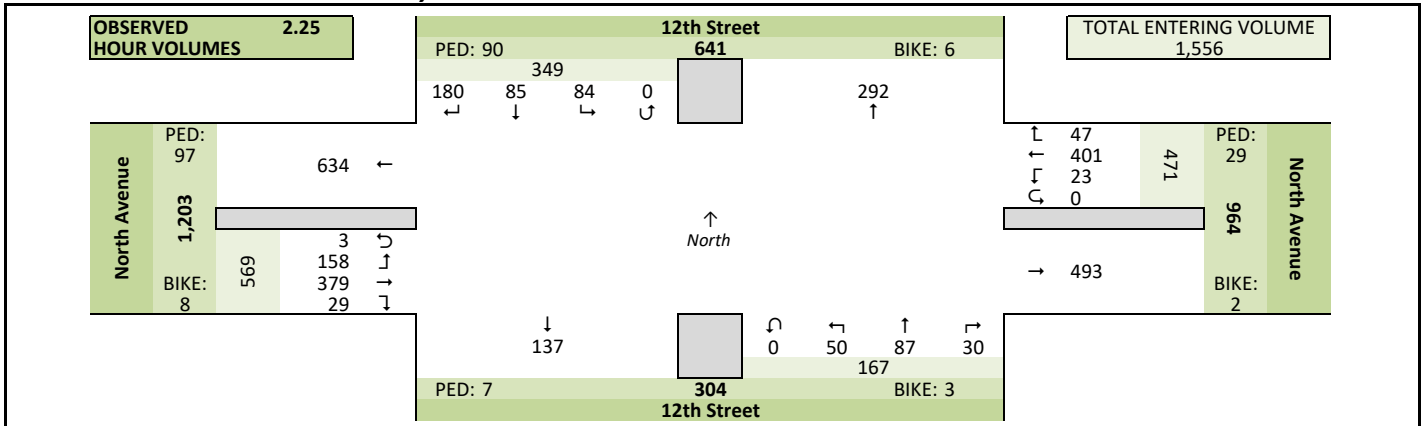 OBSERVED 2.25
HOUR VOLUMES
12th Street
PED: 90 641 BIKE: 6
TOTAL ENTERING VOLUME
1,556
349
180 85 84 0
↵ ↓ ↳ ↺
292
↑
North Avenue
PED:
97
1,203
BIKE:
8
634 ←
569
3 ↺
158 ↰
379 →
29 ↴
↑
North
↱ 47
← 401
↲ 23
↺ 0
471
→ 493
PED:
29
964
BIKE:
2
North Avenue
↓
137
↺ ↰ ↑ ↱
0 50 87 30
167
PED: 7 304 BIKE: 3
12th Street